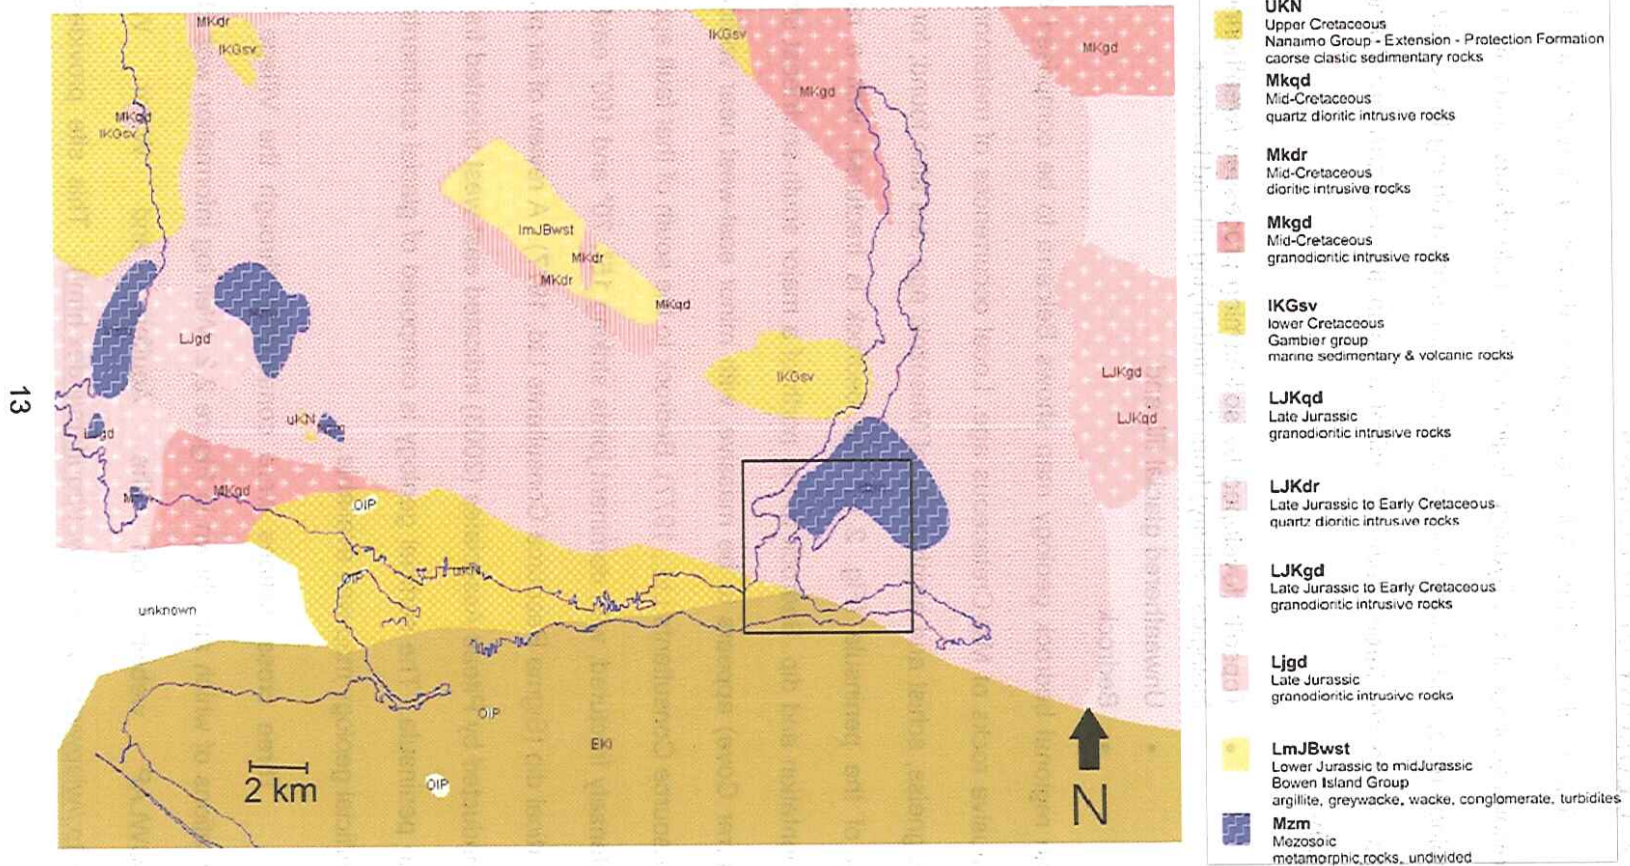 MKdr
IKGsv
IKGsv
MKgd
MKgd
MKqd
IKGsv
lmJBwst
MKdr
MKdr
MKqd
LJgd
IKGsv
LJKgd
LJKqd
uKN
MKgd
OIP
OIP
uKN
unknown
OIP
EKl
OIP
2 km
N
13
UKN
Upper Cretaceous
Nanaimo Group - Extension - Protection Formation
caorse clastic sedimentary rocks
Mkqd
Mid-Cretaceous
quartz dioritic intrusive rocks
Mkdr
Mid-Cretaceous
dioritic intrusive rocks
Mkgd
Mid-Cretaceous
granodioritic intrusive rocks
IKGsv
lower Cretaceous
Gambier group
marine sedimentary & volcanic rocks
LJKqd
Late Jurassic
granodioritic intrusive rocks
LJKdr
Late Jurassic to Early Cretaceous
quartz dioritic intrusive rocks
LJKgd
Late Jurassic to Early Cretaceous
granodioritic intrusive rocks
Ljgd
Late Jurassic
granodioritic intrusive rocks
LmJBwst
Lower Jurassic to midJurassic
Bowen Island Group
argillite, greywacke, wacke, conglomerate, turbidites
Mzm
Mezosoic
metamorphic rocks, undivided